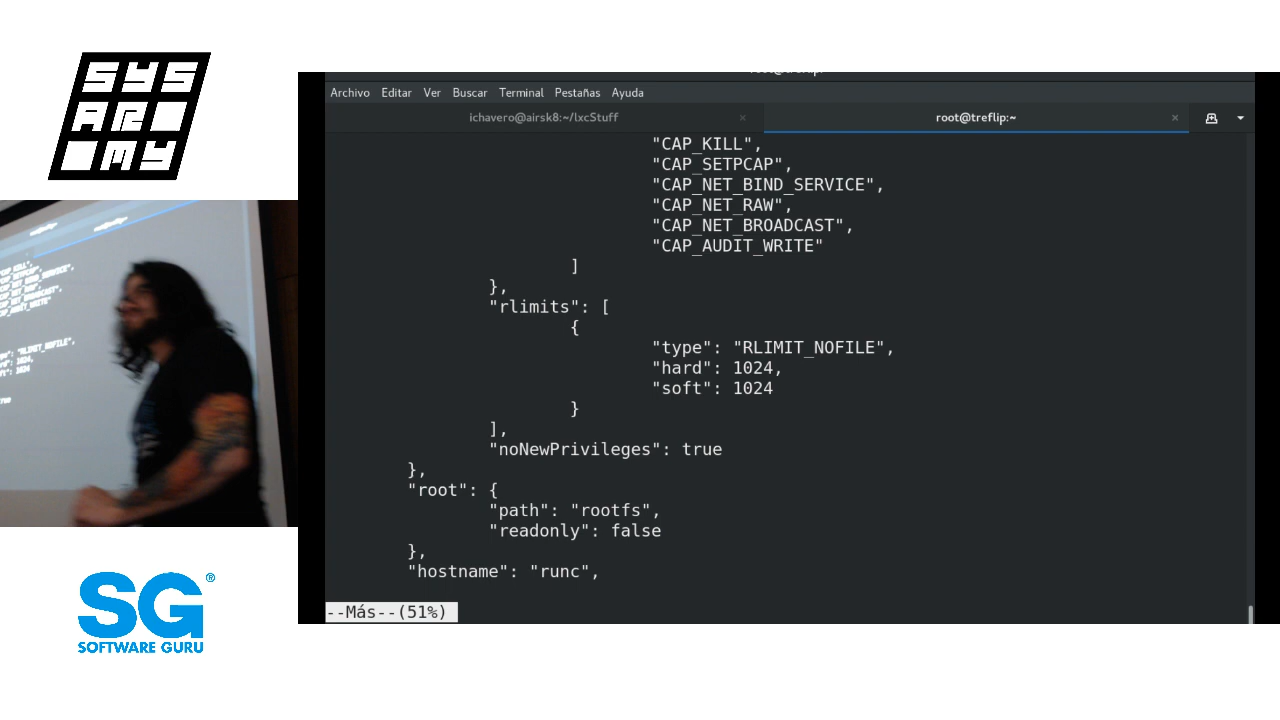 SYS
AR
MY
Archivo Editar Ver Buscar Terminal Pestañas Ayuda
ichavero@airsk8:~/lxcStuff × root@treflip:~ ×
"CAP_KILL",
"CAP_SETPCAP",
"CAP_NET_BIND_SERVICE",
"CAP_NET_RAW",
"CAP_NET_BROADCAST",
"CAP_AUDIT_WRITE"
]
},
"rlimits": [
{
"type": "RLIMIT_NOFILE",
"hard": 1024,
"soft": 1024
}
],
"noNewPrivileges": true
},
"root": {
"path": "rootfs",
"readonly": false
},
"hostname": "runc",
--Más--(51%)
SG®
SOFTWARE GURU